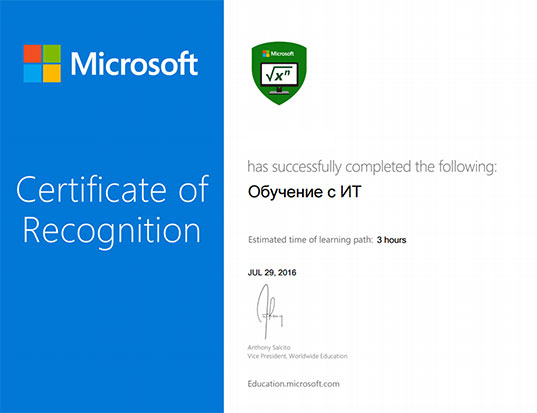 Microsoft
Certificate of
Recognition
Microsoft
√xⁿ
has successfully completed the following:
Обучение с ИТ
Estimated time of learning path: 3 hours
JUL 29, 2016
Anthony Salcito
Vice President, Worldwide Education
Education.microsoft.com